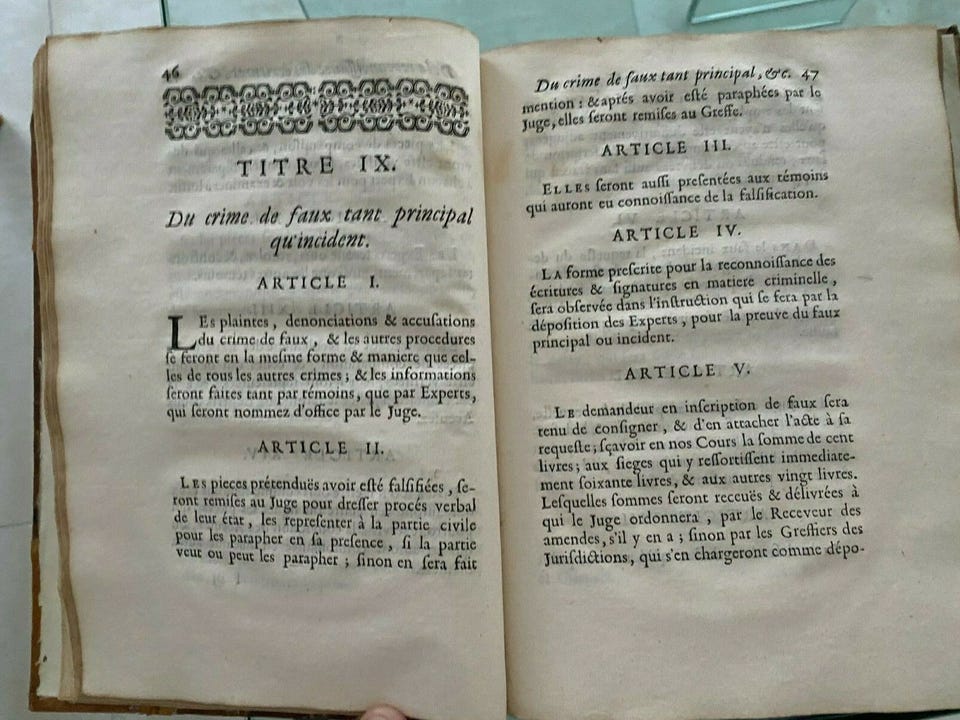 46
TITRE IX.
Du crime de faux tant principal
qu'incident.
ARTICLE I.
LEs plaintes, denonciations & accusations
du crime de faux, & les autres procedures
se feront en la mesme forme & maniere que cel-
les de tous les autres crimes; & les informations
seront faites tant par témoins, que par Experts,
qui seront nommez d'office par le Juge.
ARTICLE II.
LES pieces prétenduës avoir esté falsifiées, se-
ront remises au Juge pour dresser procés verbal
de leur état, les representer à la partie civile
pour les parapher en sa presence, si la partie
veut ou peut les parapher; sinon en sera fait
Du crime de faux tant principal, &c. 47
mention: & aprés avoir esté paraphées par le
Juge, elles seront remises au Greffe.
ARTICLE III.
ELLES seront aussi presentées aux témoins
qui auront eu connoissance de la falsification.
ARTICLE IV.
LA forme prescrite pour la reconnoissance des
écritures & signatures en matiere criminelle,
sera observée dans l'instruction qui se fera par la
déposition des Experts, pour la preuve du faux
principal ou incident.
ARTICLE V.
LE demandeur en inscription de faux sera
tenu de consigner, & d'en attacher l'acte à sa
requeste; sçavoir en nos Cours la somme de cent
livres; aux sieges qui y ressortissent immediate-
ment soixante livres, & aux autres vingt livres.
Lesquelles sommes seront receuës & délivrées à
qui le Juge ordonnera, par le Receveur des
amendes, s'il y en a; sinon par les Greffiers des
Jurisdictions, qui s'en chargeront comme dépo-